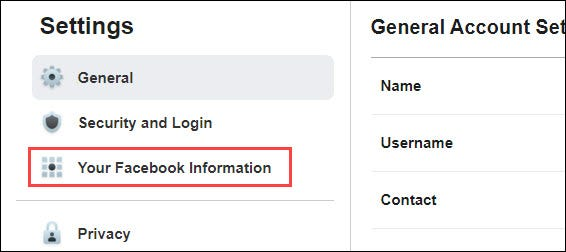 Settings
General
Security and Login
Your Facebook Information
Privacy
General Account Set
Name
Username
Contact